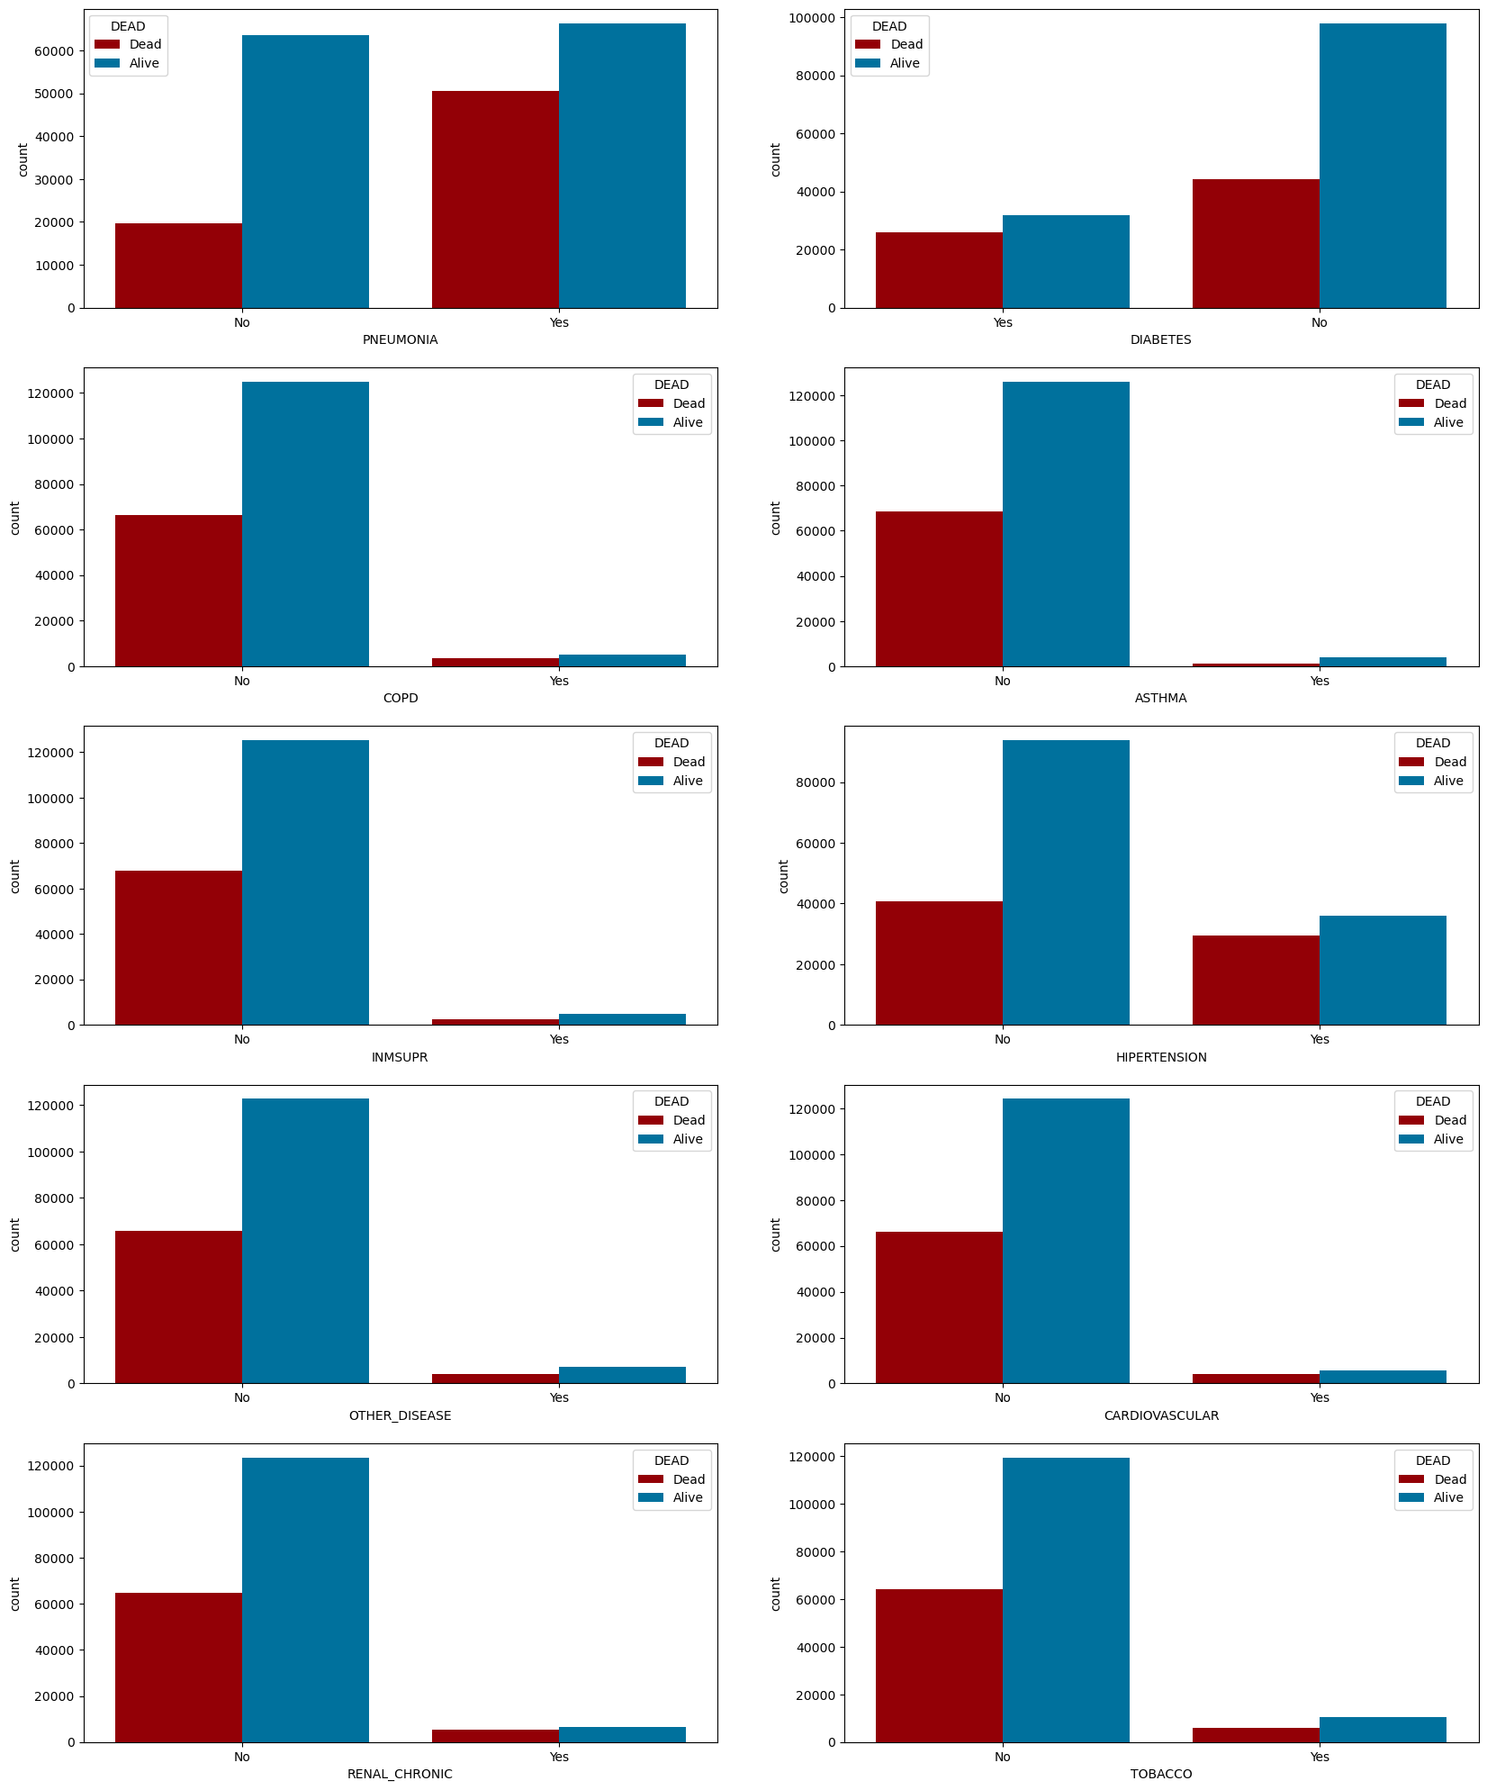 DEAD
Dead
Alive
60000
50000
40000
30000
20000
10000
0
count
No
Yes
PNEUMONIA
DEAD
Dead
Alive
100000
80000
60000
40000
20000
0
count
Yes
No
DIABETES
DEAD
Dead
Alive
120000
100000
80000
60000
40000
20000
0
count
No
Yes
COPD
DEAD
Dead
Alive
120000
100000
80000
60000
40000
20000
0
count
No
Yes
ASTHMA
DEAD
Dead
Alive
120000
100000
80000
60000
40000
20000
0
count
No
Yes
INMSUPR
DEAD
Dead
Alive
80000
60000
40000
20000
0
count
No
Yes
HIPERTENSION
DEAD
Dead
Alive
120000
100000
80000
60000
40000
20000
0
count
No
Yes
OTHER_DISEASE
DEAD
Dead
Alive
120000
100000
80000
60000
40000
20000
0
count
No
Yes
CARDIOVASCULAR
DEAD
Dead
Alive
120000
100000
80000
60000
40000
20000
0
count
No
Yes
RENAL_CHRONIC
DEAD
Dead
Alive
120000
100000
80000
60000
40000
20000
0
count
No
Yes
TOBACCO